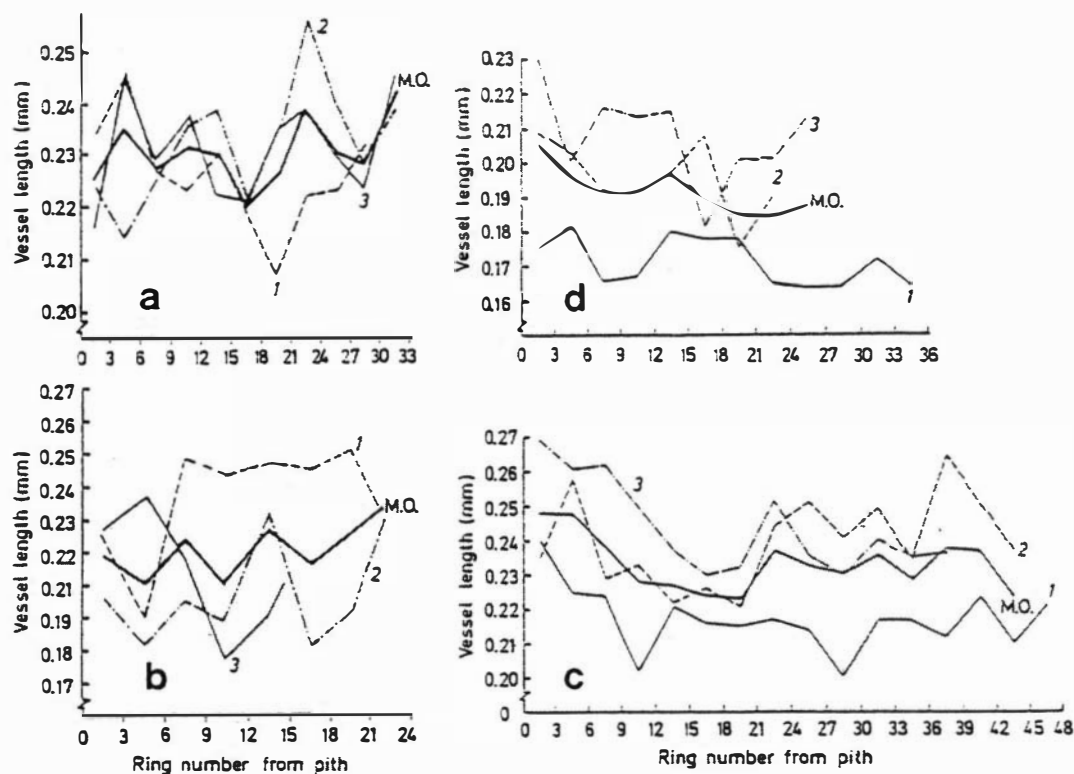 Vessel length (mm)
0.25
0.24
0.23
0.22
0.21
0.20
2
M.O.
3
1
a
0 3 6 9 12 15 18 21 24 27 30 33
Vessel length (mm)
0.23
0.22
0.21
0.20
0.19
0.18
0.17
0.16
3
2
M.O.
1
d
0 3 6 9 12 15 18 21 24 27 30 33 36
Vessel length (mm)
0.27
0.26
0.25
0.24
0.23
0.22
0.21
0.20
0.19
0.18
0.17
1
M.O.
2
3
b
0 3 6 9 12 15 18 21 24
Ring number from pith
Vessel length (mm)
0.27
0.26
0.25
0.24
0.23
0.22
0.21
0.20
0
3
2
1
M.O.
c
0 3 6 9 12 15 18 21 24 27 30 33 36 39 42 45 48
Ring number from pith